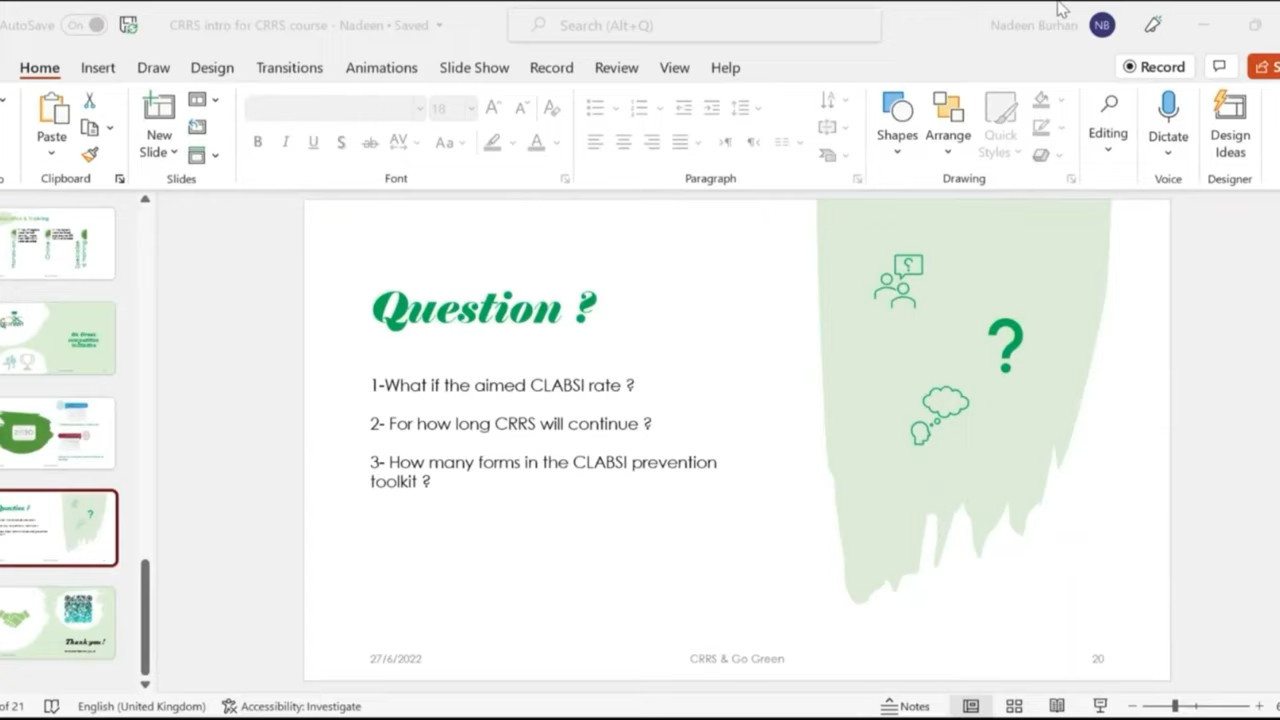 AutoSave On CRRS intro for CRRS course - Nadeen • Saved Search (Alt+Q) Nadeen Burhan NB
Home Insert Draw Design Transitions Animations Slide Show Record Review View Help Record
Paste New Slide 18 Shapes Arrange Quick Styles Editing Dictate Design Ideas
Clipboard Slides Font Paragraph Drawing Voice Designer
Question ?
1-What if the aimed CLABSI rate ?
2- For how long CRRS will continue ?
3- How many forms in the CLABSI prevention
toolkit ?
27/6/2022 CRRS & Go Green 20
2030
Question !
Thank you!
of 21 English (United Kingdom) Accessibility: Investigate Notes